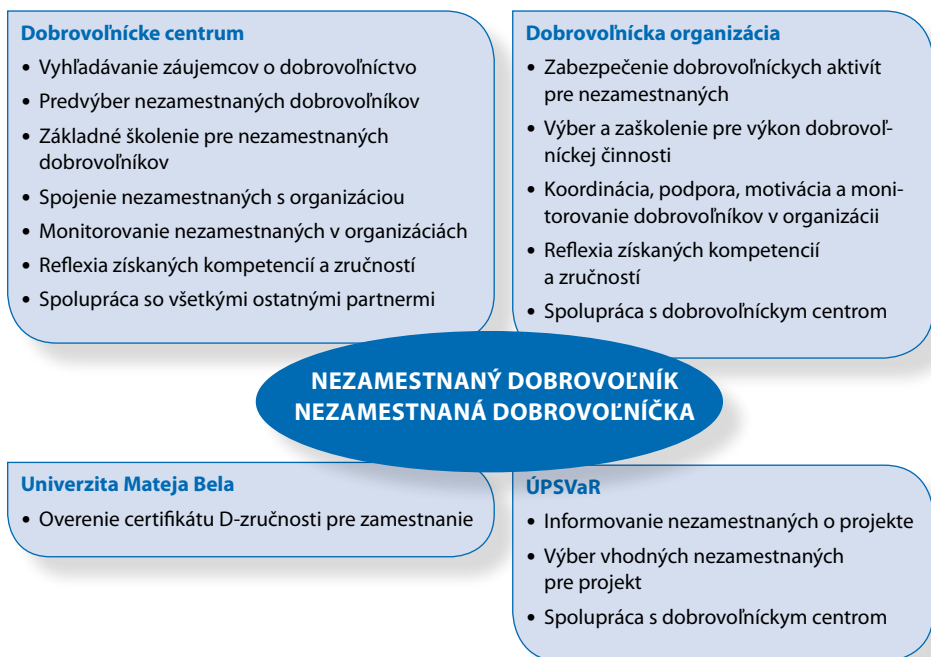 Dobrovoľnícke centrum
• Vyhľadávanie záujemcov o dobrovoľníctvo
• Predvýber nezamestnaných dobrovoľníkov
• Základné školenie pre nezamestnaných
dobrovoľníkov
• Spojenie nezamestnaných s organizáciou
• Monitorovanie nezamestnaných v organizáciách
• Reflexia získaných kompetencií a zručností
• Spolupráca so všetkými ostatnými partnermi
Dobrovoľnícka organizácia
• Zabezpečenie dobrovoľníckych aktivít
pre nezamestnaných
• Výber a zaškolenie pre výkon dobrovoľ-
níckej činnosti
• Koordinácia, podpora, motivácia a moni-
torovanie dobrovoľníkov v organizácii
• Reflexia získaných kompetencií
a zručností
• Spolupráca s dobrovoľníckym centrom
NEZAMESTNANÝ DOBROVOĽNÍK
NEZAMESTNANÁ DOBROVOĽNÍČKA
Univerzita Mateja Bela
• Overenie certifikátu D-zručnosti pre zamestnanie
ÚPSVaR
• Informovanie nezamestnaných o projekte
• Výber vhodných nezamestnaných
pre projekt
• Spolupráca s dobrovoľníckym centrom